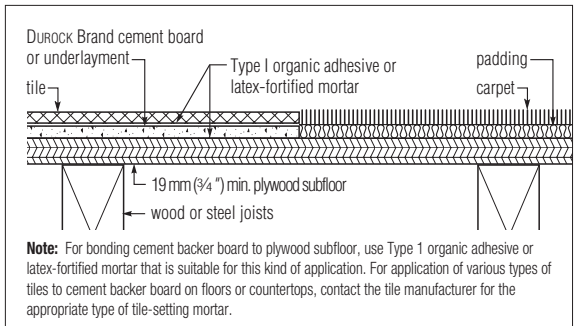 DUROCK Brand cement board
or underlayment
tile
Type I organic adhesive or
latex-fortified mortar
padding
carpet
19 mm (3⁄4 ") min. plywood subfloor
wood or steel joists
Note: For bonding cement backer board to plywood subfloor, use Type 1 organic adhesive or
latex-fortified mortar that is suitable for this kind of application. For application of various types of
tiles to cement backer board on floors or countertops, contact the tile manufacturer for the
appropriate type of tile-setting mortar.